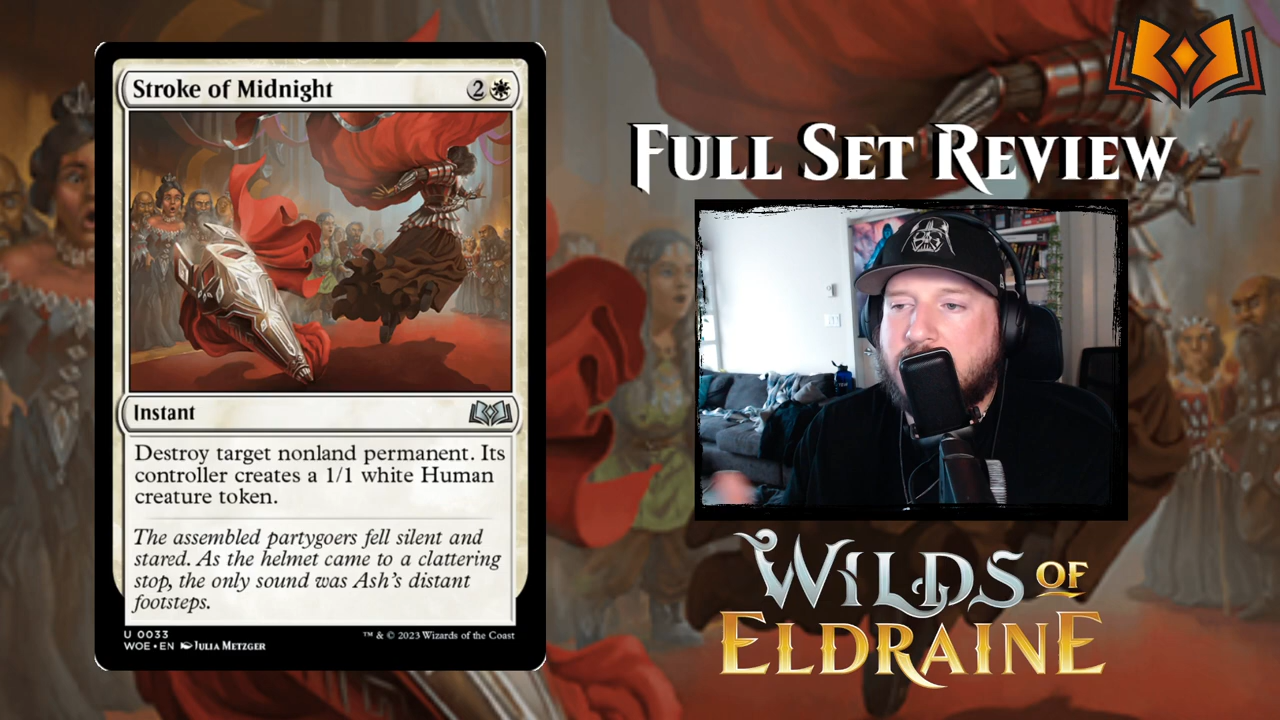 Stroke of Midnight 2
Instant
Destroy target nonland permanent. Its
controller creates a 1/1 white Human
creature token.
The assembled partygoers fell silent and
stared. As the helmet came to a clattering
stop, the only sound was Ash's distant
footsteps.
U 0033
WOE • EN Julia Metzger
™ & © 2023 Wizards of the Coast
Full Set Review
Wilds of
Eldraine